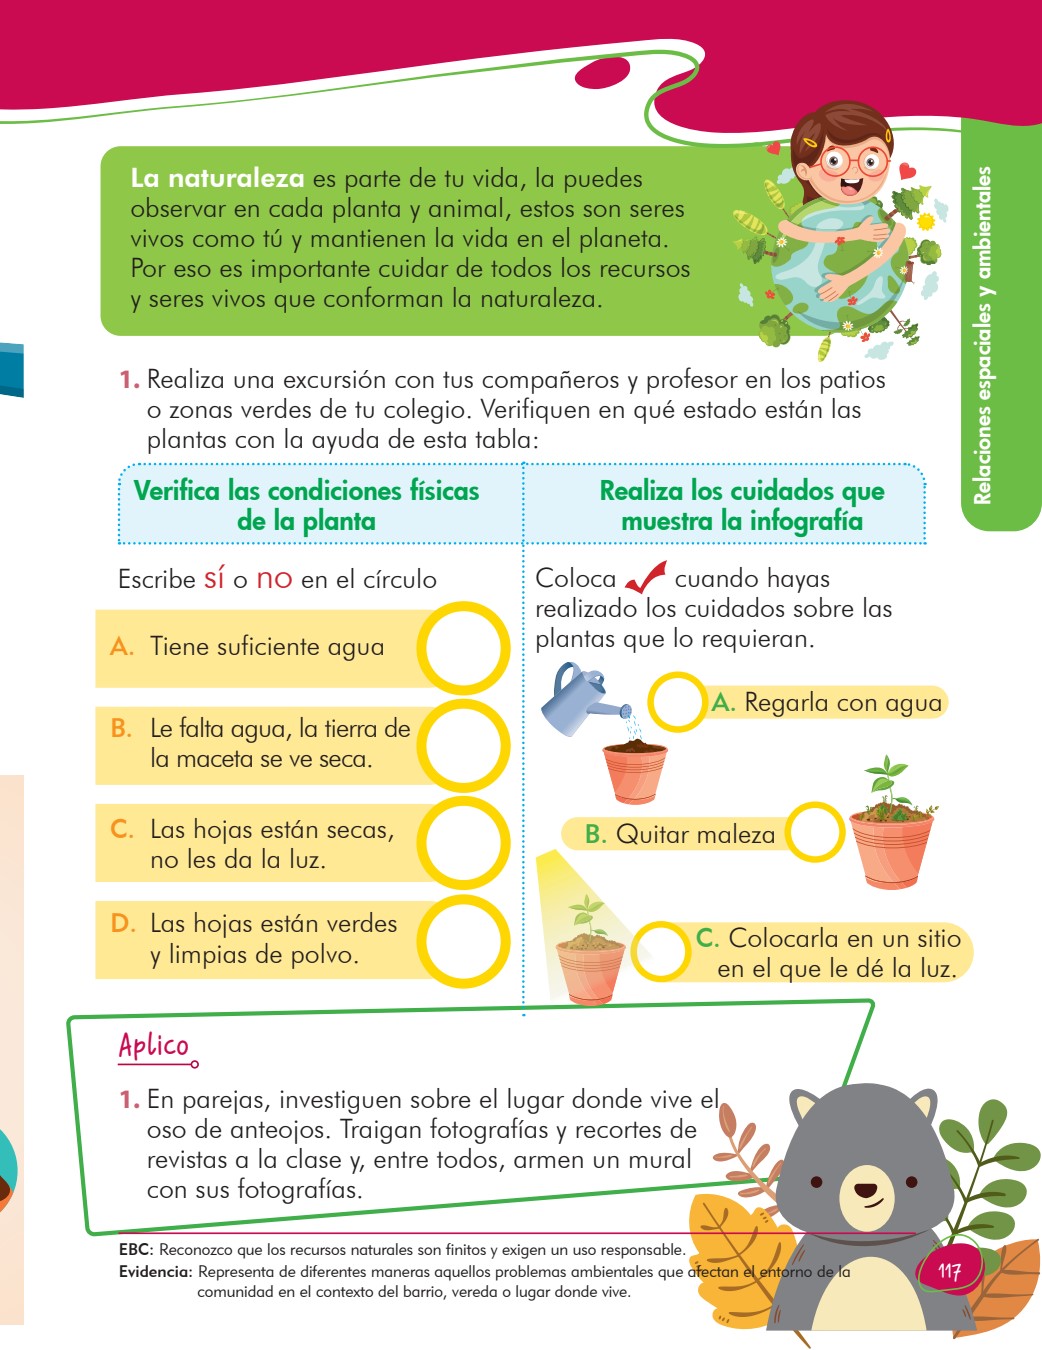 La naturaleza es parte de tu vida, la puedes
observar en cada planta y animal, estos son seres
vivos como tú y mantienen la vida en el planeta.
Por eso es importante cuidar de todos los recursos
y seres vivos que conforman la naturaleza.
Relaciones espaciales y ambientales
1. Realiza una excursión con tus compañeros y profesor en los patios
o zonas verdes de tu colegio. Verifiquen en qué estado están las
plantas con la ayuda de esta tabla:
Verifica las condiciones físicas
de la planta
Escribe sí o no en el círculo
A. Tiene suficiente agua
B. Le falta agua, la tierra de
la maceta se ve seca.
C. Las hojas están secas,
no les da la luz.
D. Las hojas están verdes
y limpias de polvo.
Realiza los cuidados que
muestra la infografía
Coloca cuando hayas
realizado los cuidados sobre las
plantas que lo requieran.
A. Regarla con agua
B. Quitar maleza
C. Colocarla en un sitio
en el que le dé la luz.
Aplico
1. En parejas, investiguen sobre el lugar donde vive el
oso de anteojos. Traigan fotografías y recortes de
revistas a la clase y, entre todos, armen un mural
con sus fotografías.
EBC: Reconozco que los recursos naturales son finitos y exigen un uso responsable.
Evidencia: Representa de diferentes maneras aquellos problemas ambientales que afectan el entorno de la
comunidad en el contexto del barrio, vereda o lugar donde vive.
117